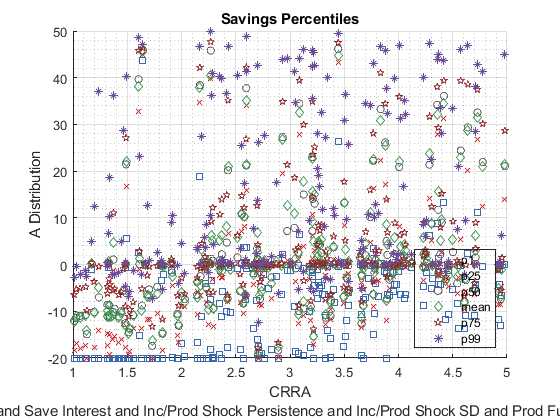 Savings Percentiles
50
40
30
20
10
0
-10
-20
A Distribution
1
1.5
2
2.5
3
3.5
4
4.5
5
CRRA
p25
p50
mean
p75
p99
and Save Interest and Inc/Prod Shock Persistence and Inc/Prod Shock SD and Prod Fu